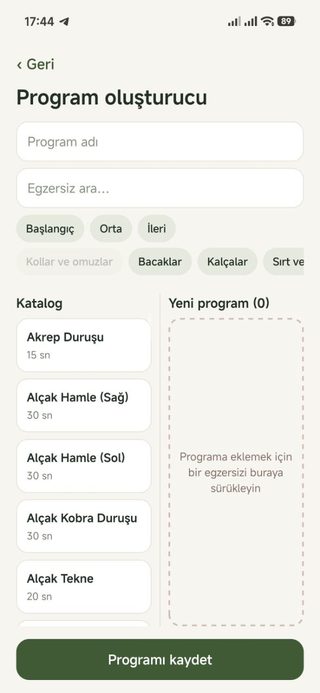 17:44
89
‹ Geri
Program oluşturucu
Program adı
Egzersiz ara...
Başlangıç Orta İleri
Kollar ve omuzlar Bacaklar Kalçalar Sırt ve
Katalog
Akrep Duruşu
15 sn
Alçak Hamle (Sağ)
30 sn
Alçak Hamle (Sol)
30 sn
Alçak Kobra Duruşu
30 sn
Alçak Tekne
20 sn
Yeni program (0)
Programa eklemek için
bir egzersizi buraya
sürükleyin
Programı kaydet